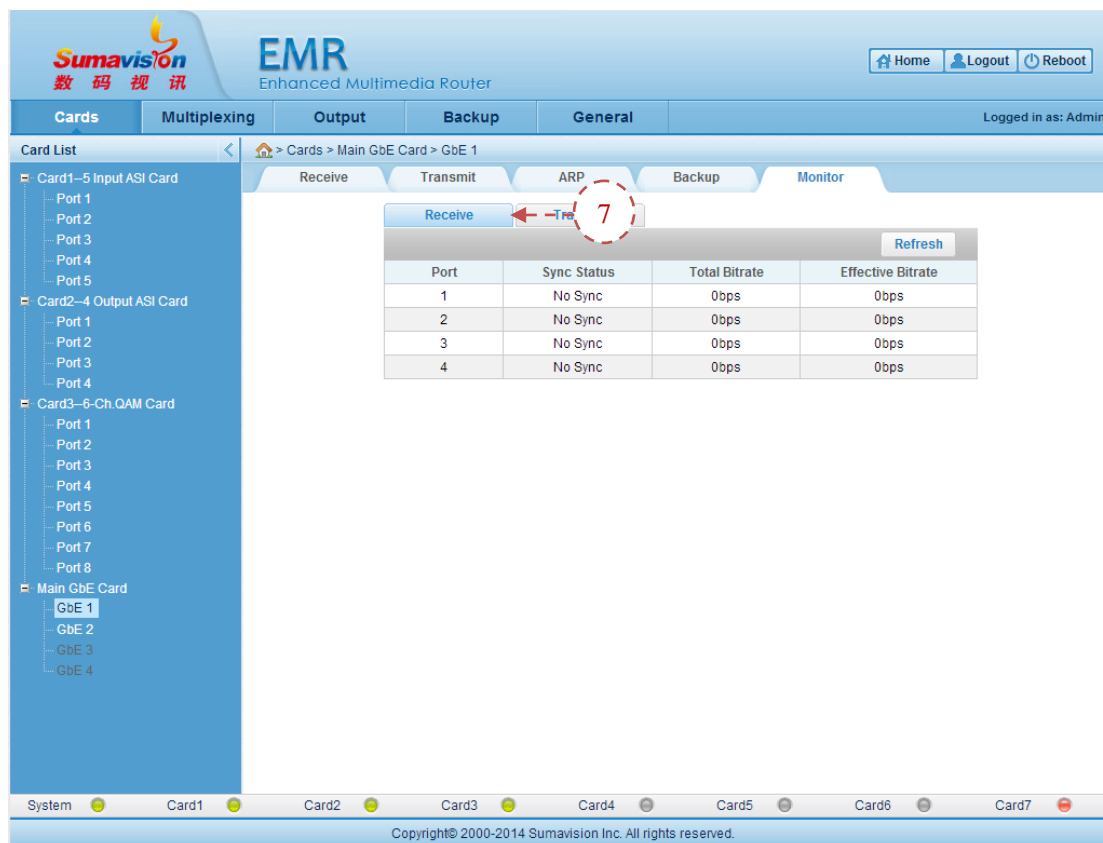 Sumavision
数码视讯
EMR
Enhanced Multimedia Router
Home
Logout
Reboot
Cards Multiplexing Output Backup General
Logged in as: Admin
Card List
> Cards > Main GbE Card > GbE 1
Receive Transmit ARP Backup Monitor
Card1--5 Input ASI Card
Port 1
Port 2
Port 3
Port 4
Port 5
Card2--4 Output ASI Card
Port 1
Port 2
Port 3
Port 4
Card3--6-Ch.QAM Card
Port 1
Port 2
Port 3
Port 4
Port 5
Port 6
Port 7
Port 8
Main GbE Card
GbE 1
GbE 2
GbE 3
GbE 4
Receive
7
Refresh
Port Sync Status Total Bitrate Effective Bitrate
1 No Sync 0bps 0bps
2 No Sync 0bps 0bps
3 No Sync 0bps 0bps
4 No Sync 0bps 0bps
System Card1 Card2 Card3 Card4 Card5 Card6 Card7
Copyright© 2000-2014 Sumavision Inc. All rights reserved.